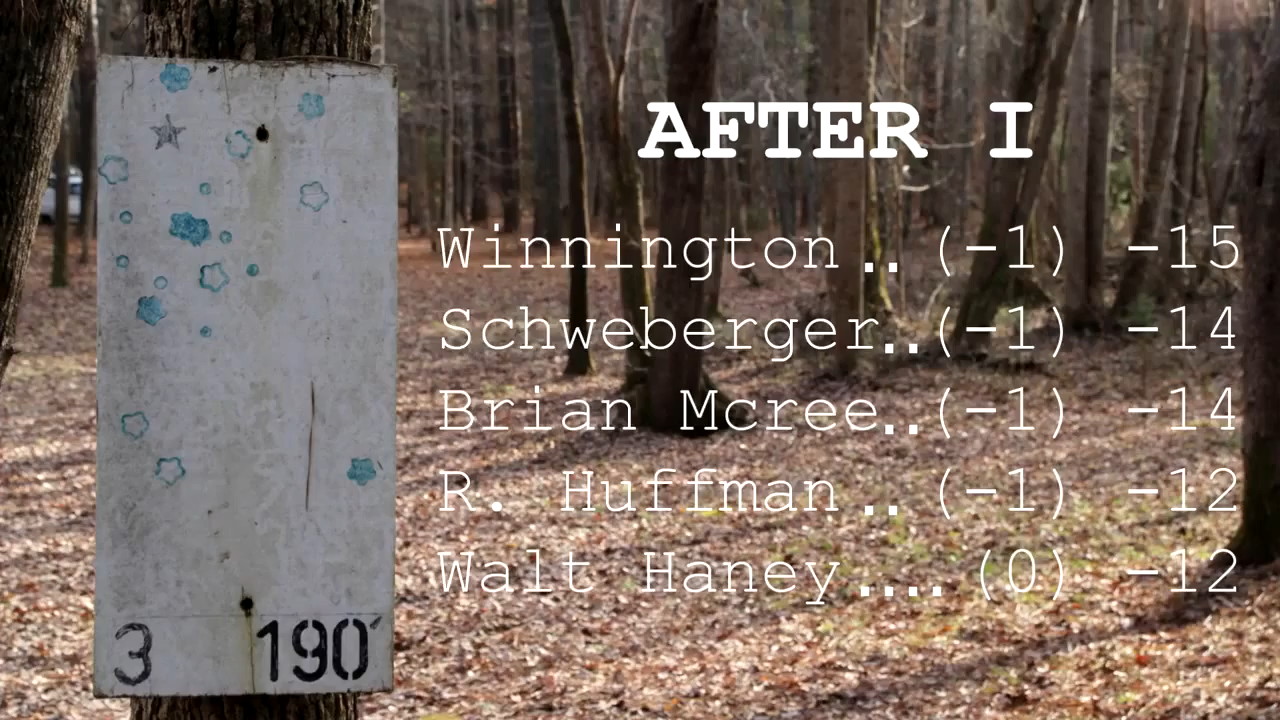 AFTER I
Winnington .. (-1) -15
Schweberger..(-1) -14
Brian Mcree..(-1) -14
R. Huffman .. (-1) -12
Walt Haney.... (0) -12
3 190'